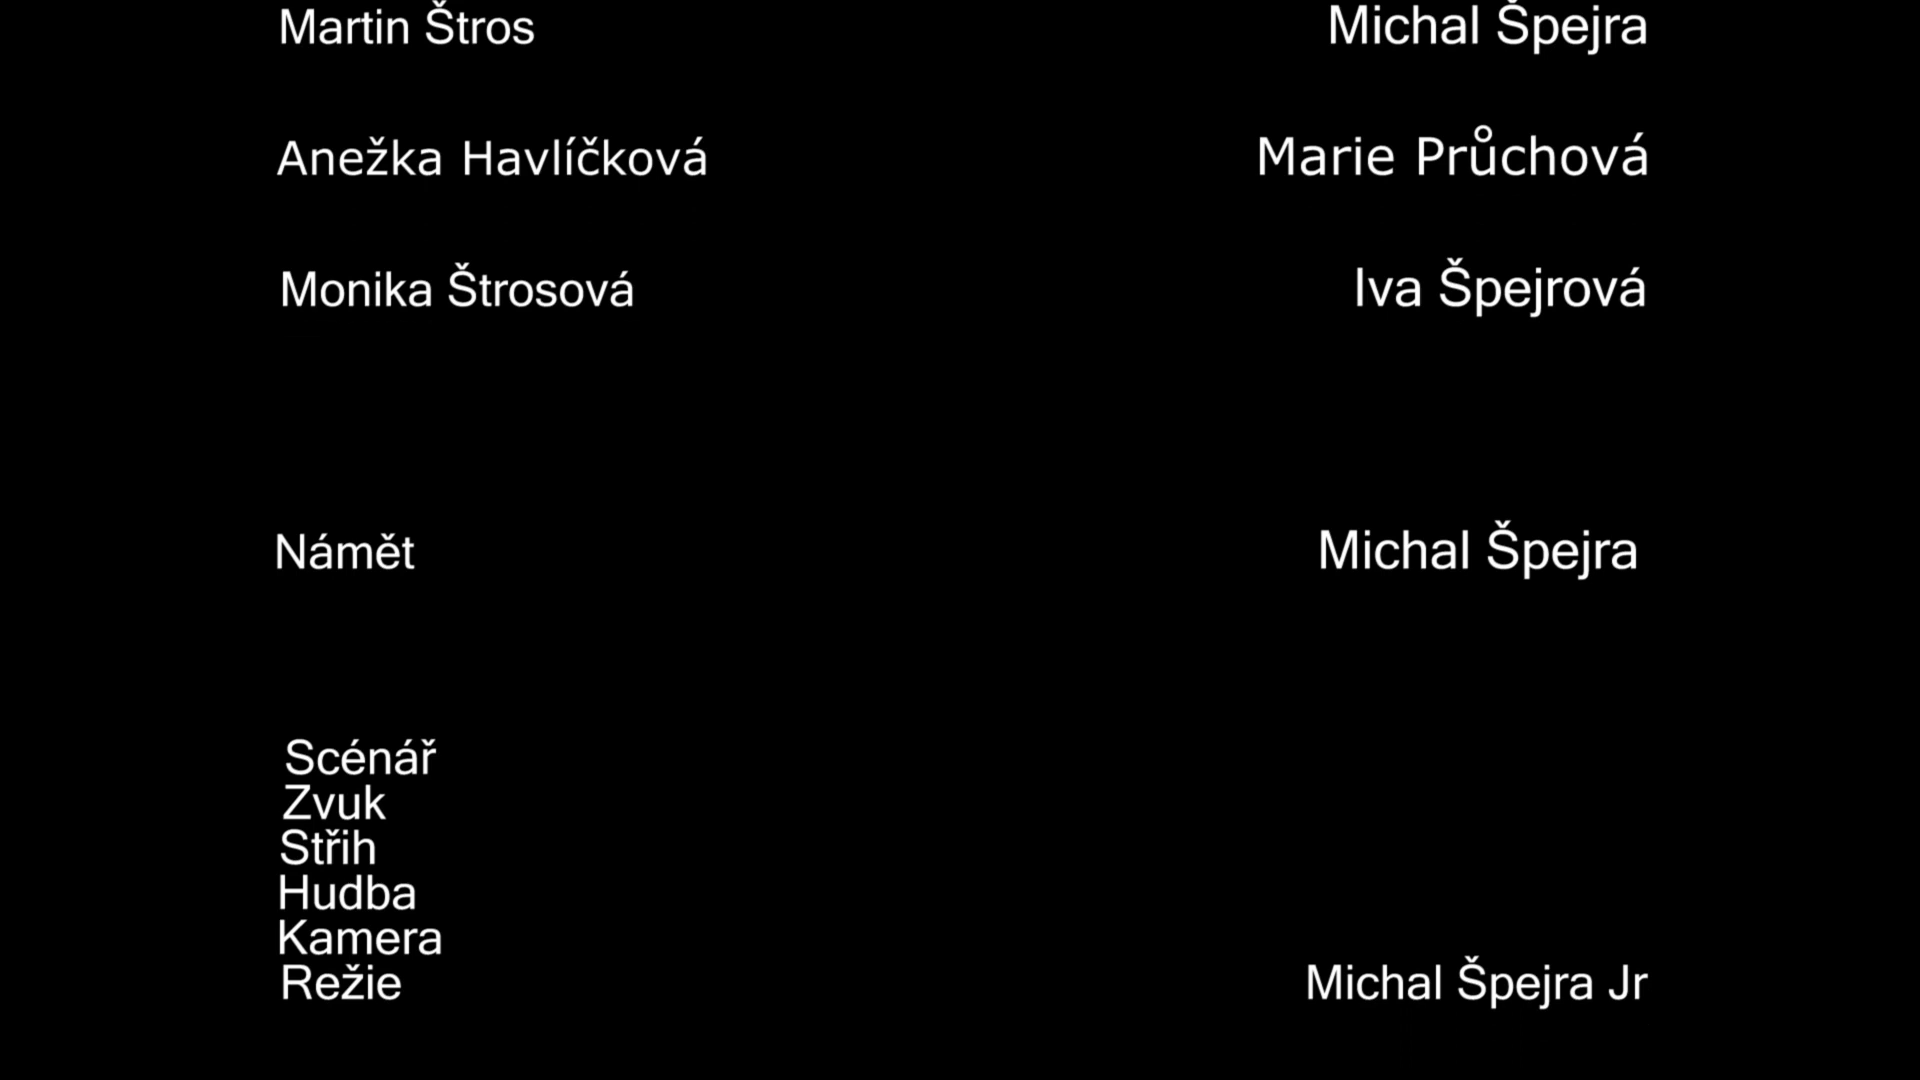 Martin Štros Michal Špejra
Anežka Havlíčková Marie Průchová
Monika Štrosová Iva Špejrová
Námět Michal Špejra
Scénář
Zvuk
Střih
Hudba
Kamera
Režie Michal Špejra Jr